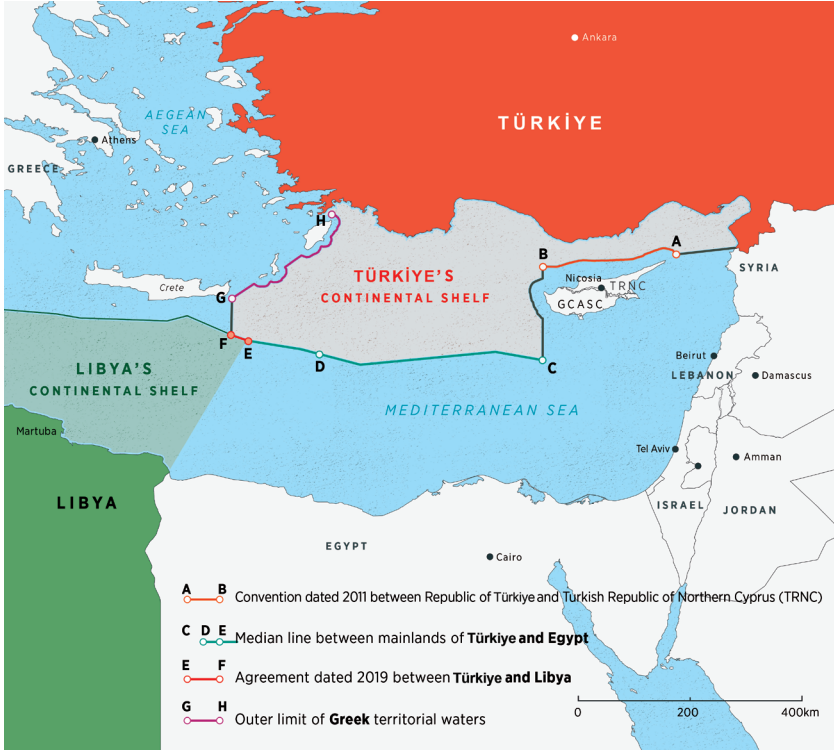 Ankara
TÜRKİYE
AEGEAN
SEA
Athens
GREECE
H
A
B
TÜRKİYE'S
CONTINENTAL SHELF
SYRIA
Nicosia
TRNC
Crete
G
GCASC
F
E
Beirut
D
C
LIBYA'S
CONTINENTAL SHELF
LEBANON
Damascus
MEDITERRANEAN SEA
Martuba
Tel Aviv
Amman
LIBYA
ISRAEL
JORDAN
EGYPT
Cairo
A B
Convention dated 2011 between Republic of Türkiye and Turkish Republic of Northern Cyprus (TRNC)
C D E
Median line between mainlands of Türkiye and Egypt
E F
Agreement dated 2019 between Türkiye and Libya
G H
Outer limit of Greek territorial waters
0 200 400km